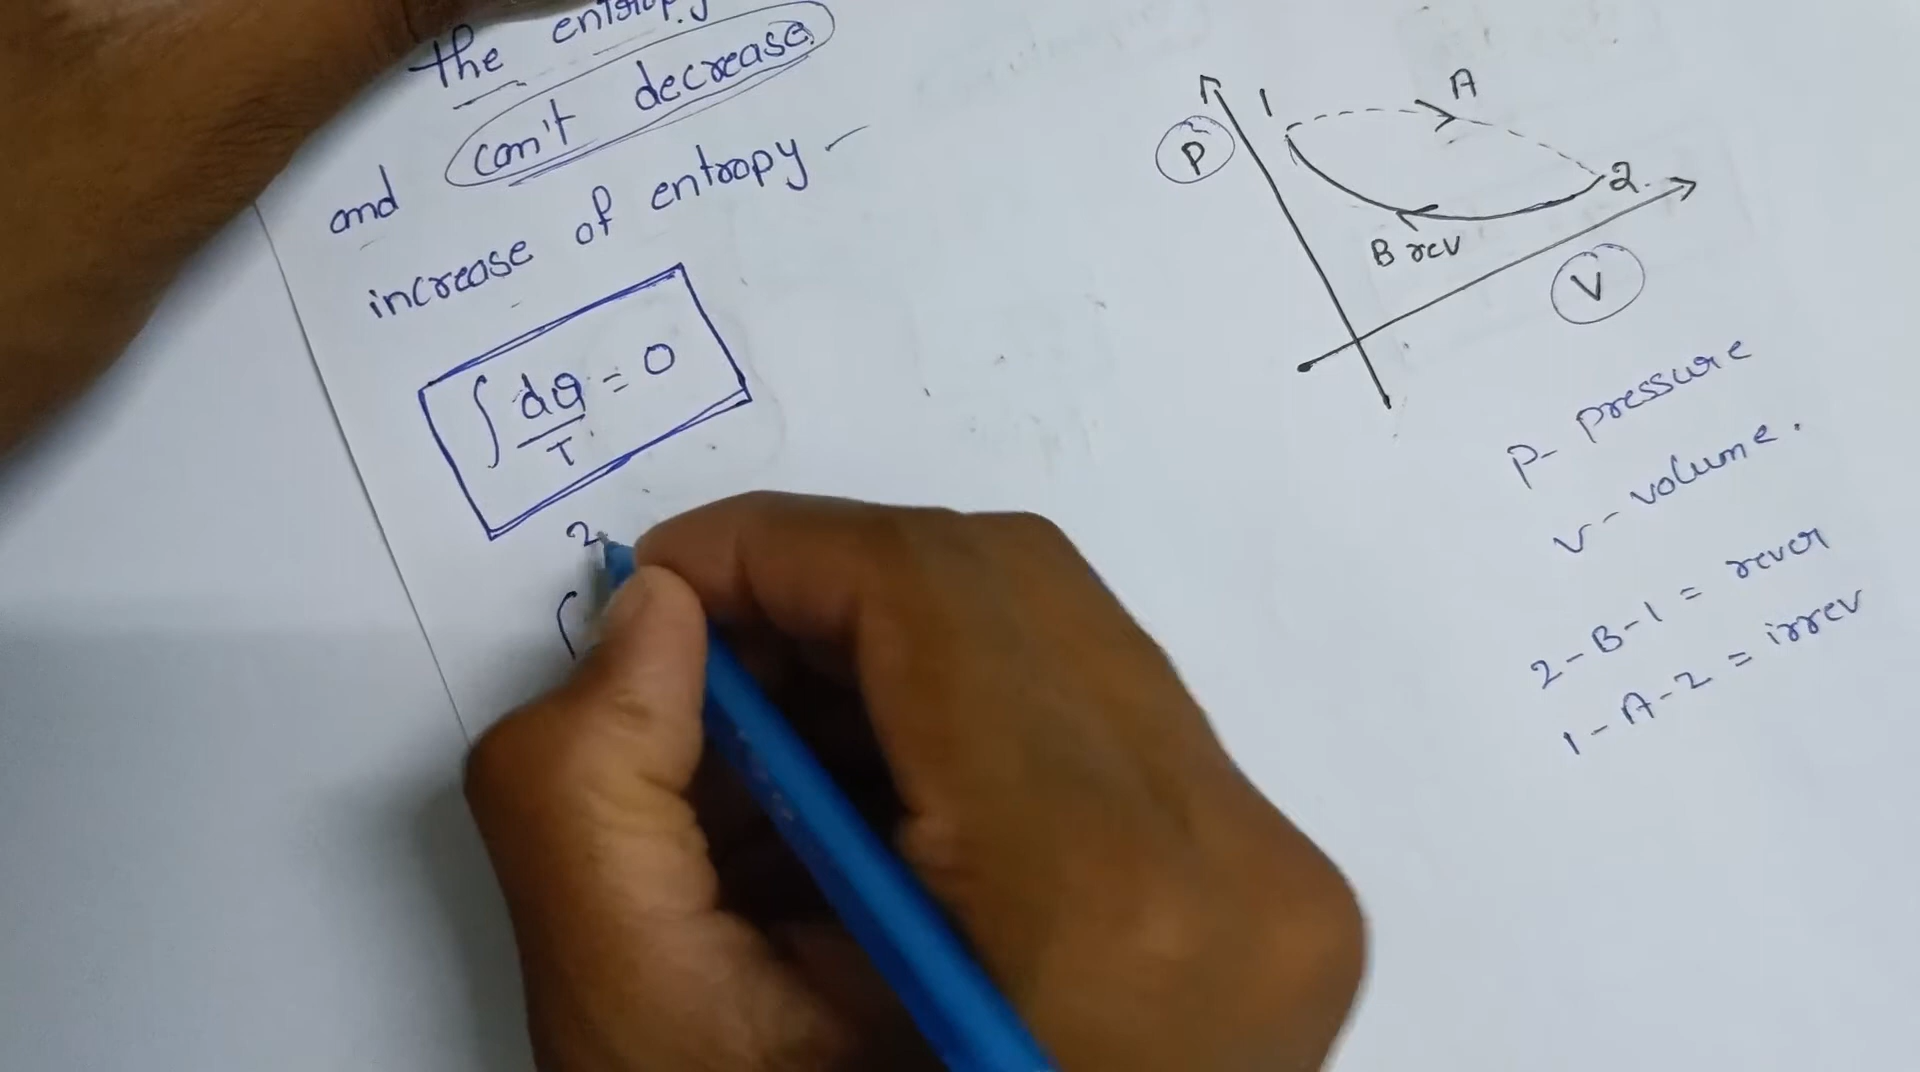 the entropy
and can't decrease
increase of entropy -
∫ dQ/T = 0
2
∫
1
A
P
2
B rev
V
P- pressure
V - volume.
2-B-1 = rever
1-A-2 = irrev